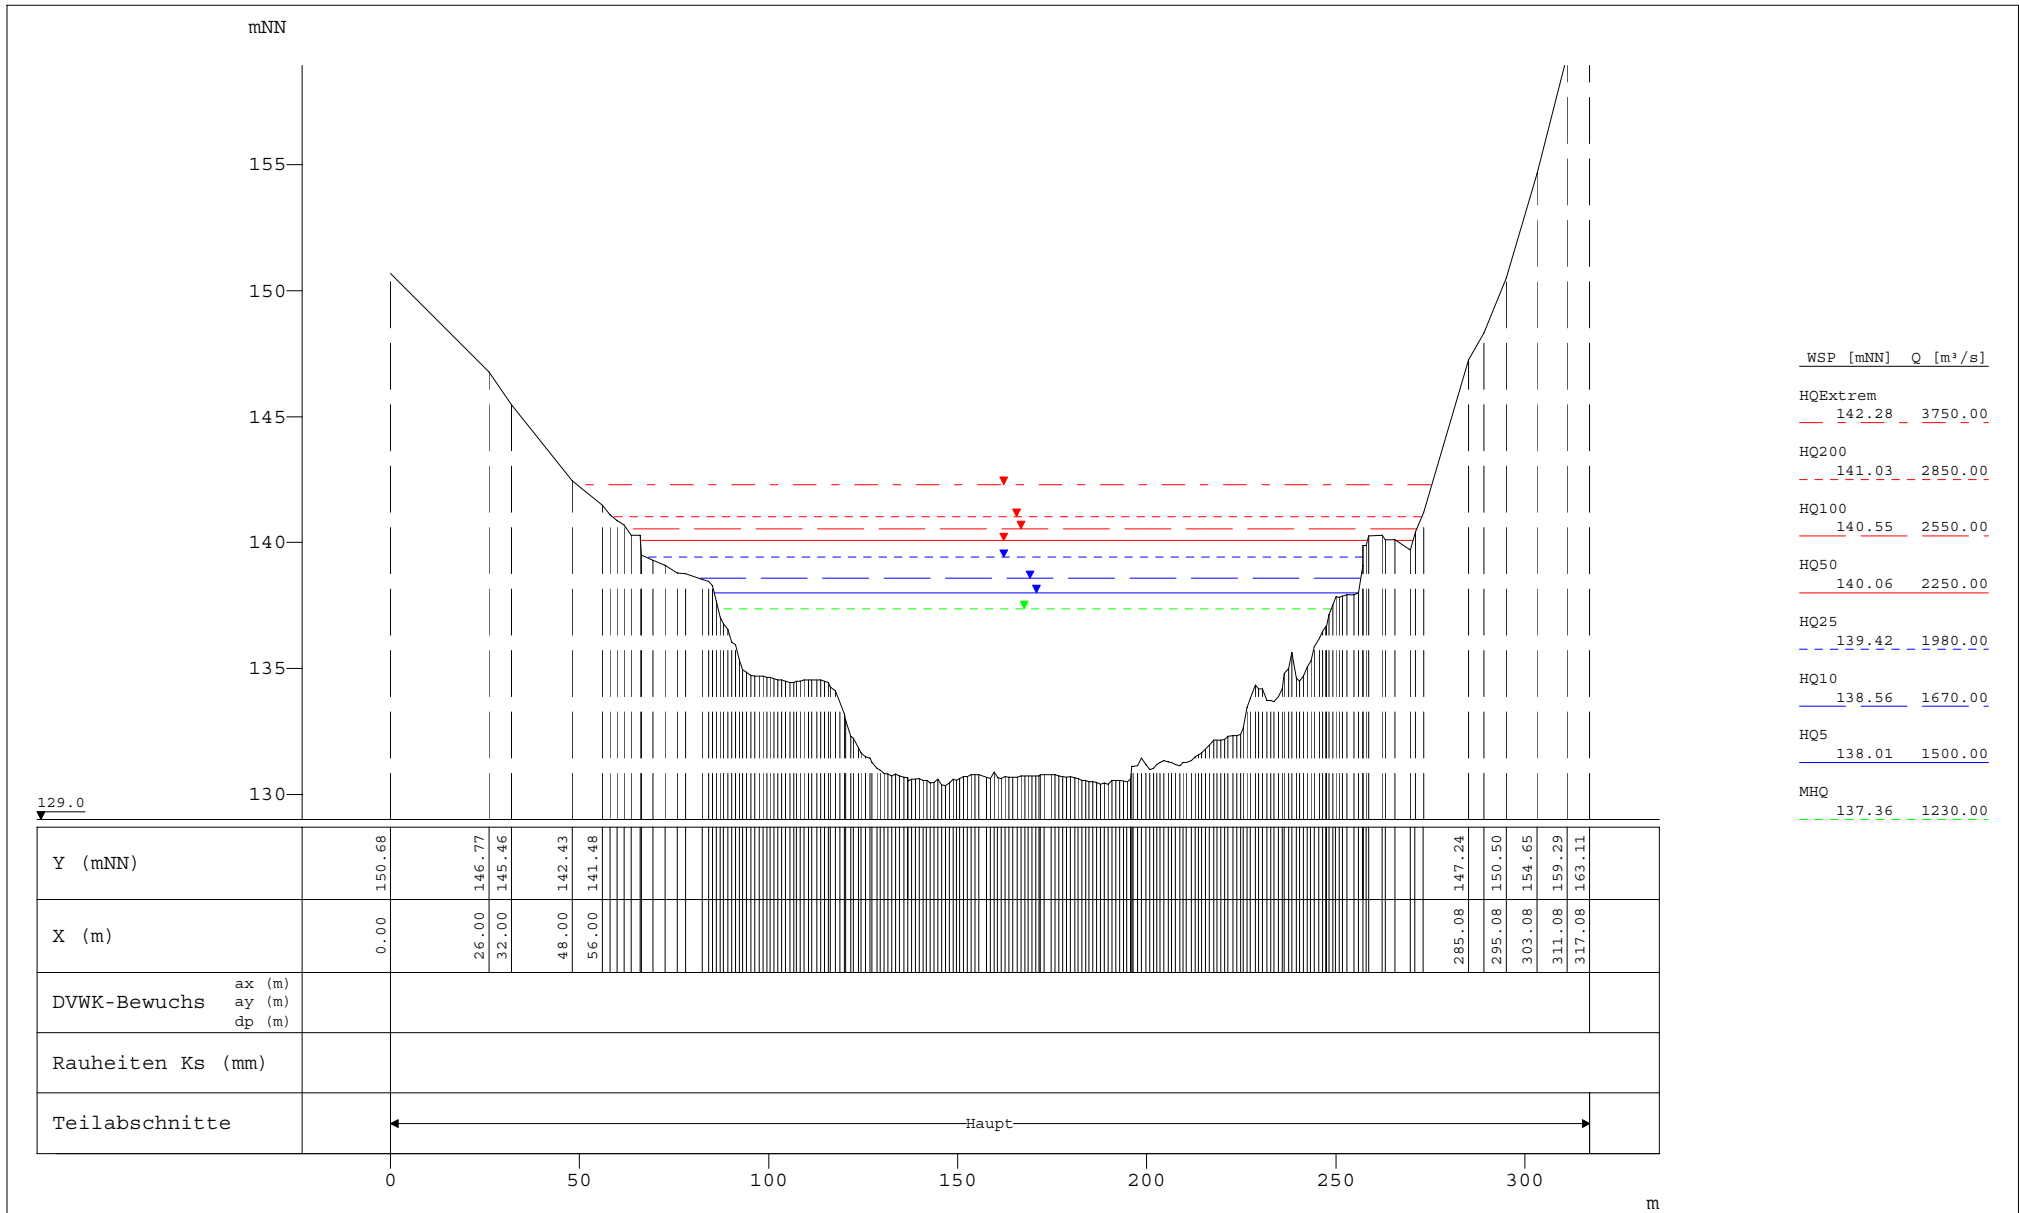 mNN
155
150
145
140
135
130
129.0
WSP [mNN] Q [m³/s]
HQExtrem
142.28 3750.00
HQ200
141.03 2850.00
HQ100
140.55 2550.00
HQ50
140.06 2250.00
HQ25
139.42 1980.00
HQ10
138.56 1670.00
HQ5
138.01 1500.00
MHQ
137.36 1230.00
Y (mNN) 150.68 146.77 145.46 142.43 141.48 147.24 150.50 154.65 159.29 163.11
X (m) 0.00 26.00 32.00 48.00 56.00 285.08 295.08 303.08 311.08 317.08
DVWK-Bewuchs
ax (m)
ay (m)
dp (m)
Rauheiten Ks (mm)
Teilabschnitte
Haupt
0 50 100 150 200 250 300
m